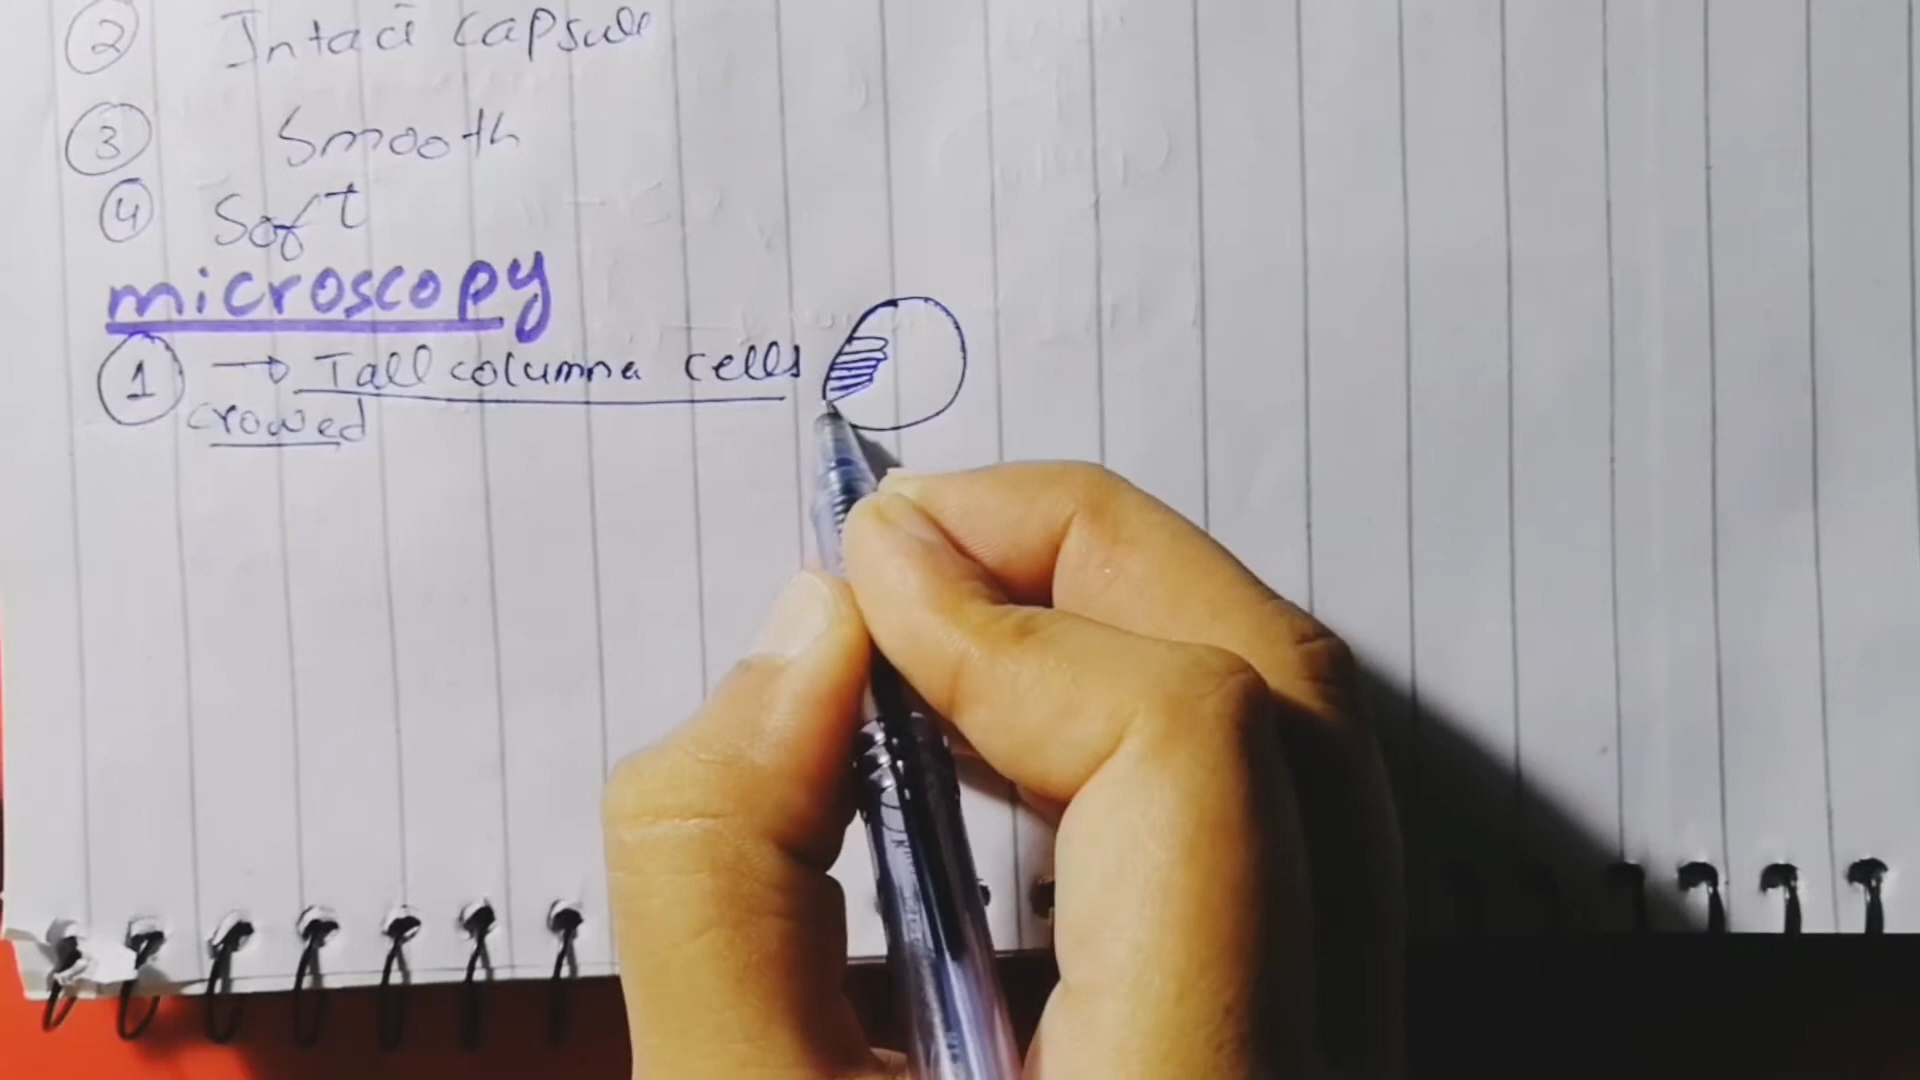 2 Intact capsule
3 Smooth
4 Soft
microscopy
1 → Tall columna cells
crowed